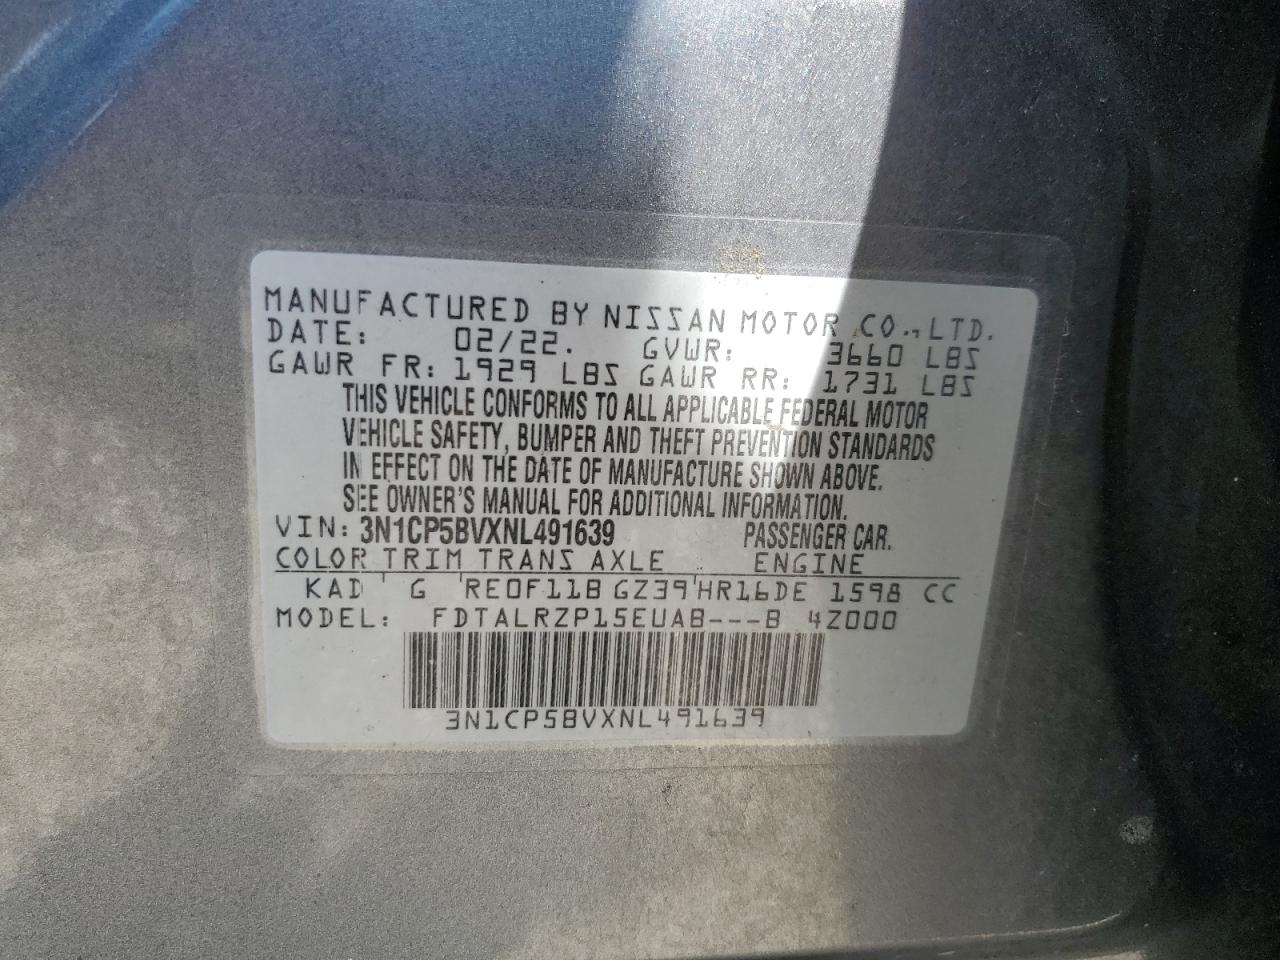 MANUFACTURED BY NISSAN MOTOR CO., LTD.
DATE: 02/22. GVWR: 3660 LBS
GAWR FR: 1929 LBS GAWR RR: 1731 LBS
THIS VEHICLE CONFORMS TO ALL APPLICABLE FEDERAL MOTOR
VEHICLE SAFETY, BUMPER AND THEFT PREVENTION STANDARDS
IN EFFECT ON THE DATE OF MANUFACTURE SHOWN ABOVE.
SEE OWNER'S MANUAL FOR ADDITIONAL INFORMATION.
VIN: 3N1CP5BVXNL491639 PASSENGER CAR.
COLOR TRIM TRANS AXLE ENGINE
KAD G RE0F11B GZ39 HR16DE 1598 CC
MODEL: FDTALRZP15EUAB---B 4Z000
3N1CP5BVXNL491639